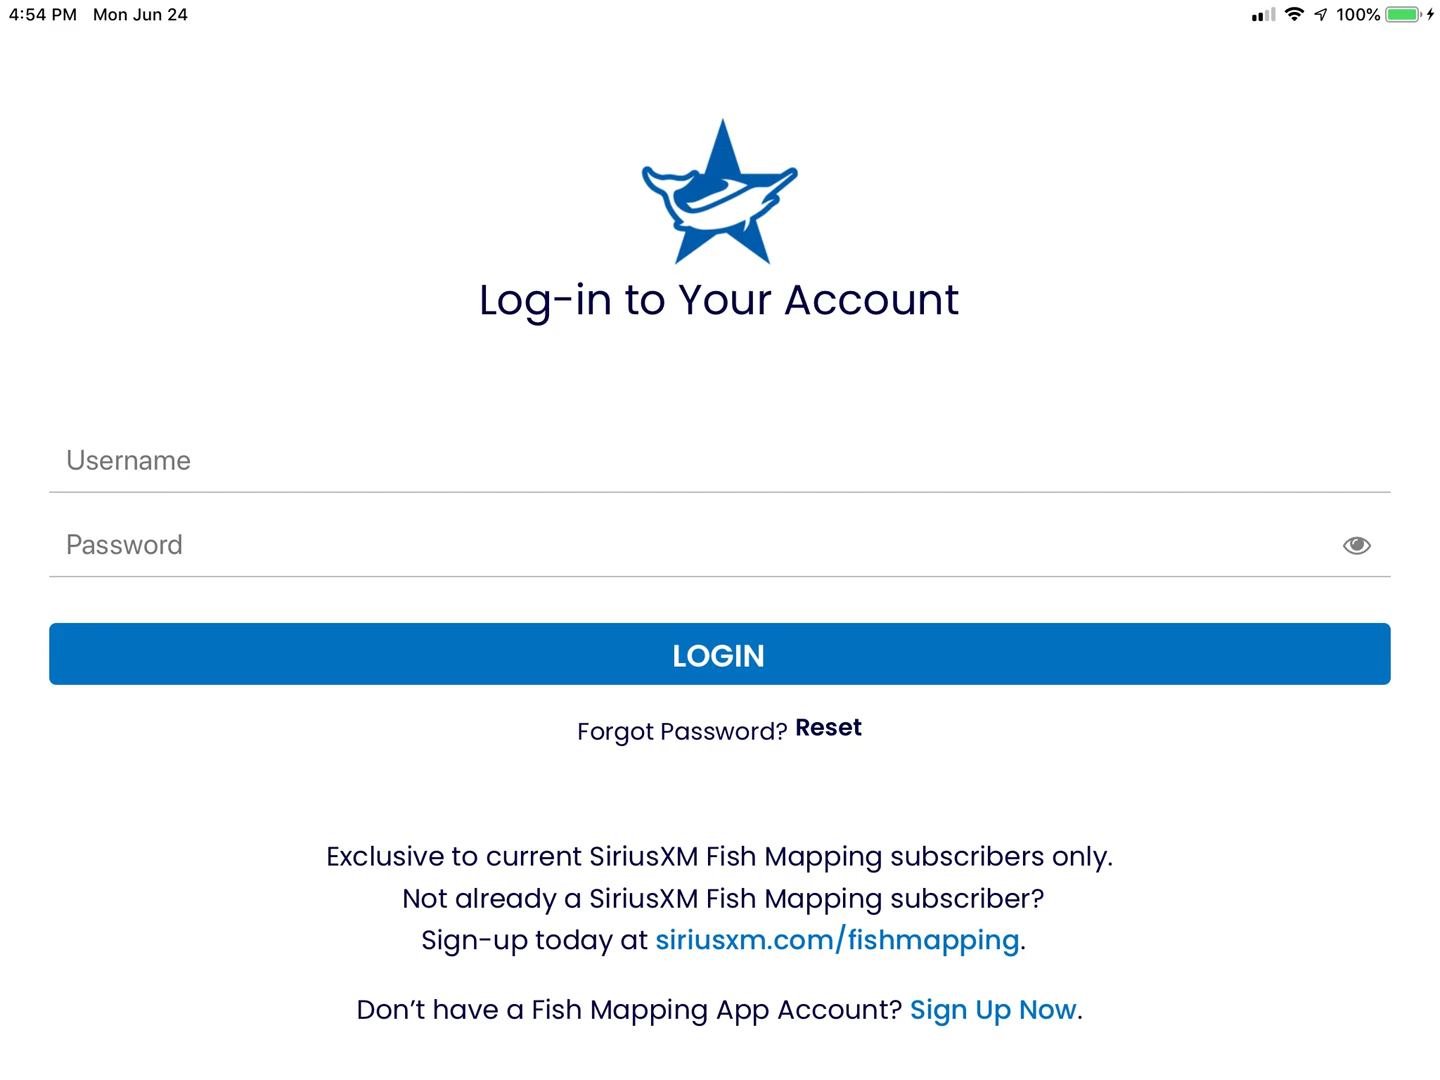 4:54 PM Mon Jun 24
100%
Log-in to Your Account
Username
Password
LOGIN
Forgot Password? Reset
Exclusive to current SiriusXM Fish Mapping subscribers only.
Not already a SiriusXM Fish Mapping subscriber?
Sign-up today at siriusxm.com/fishmapping.
Don’t have a Fish Mapping App Account? Sign Up Now.